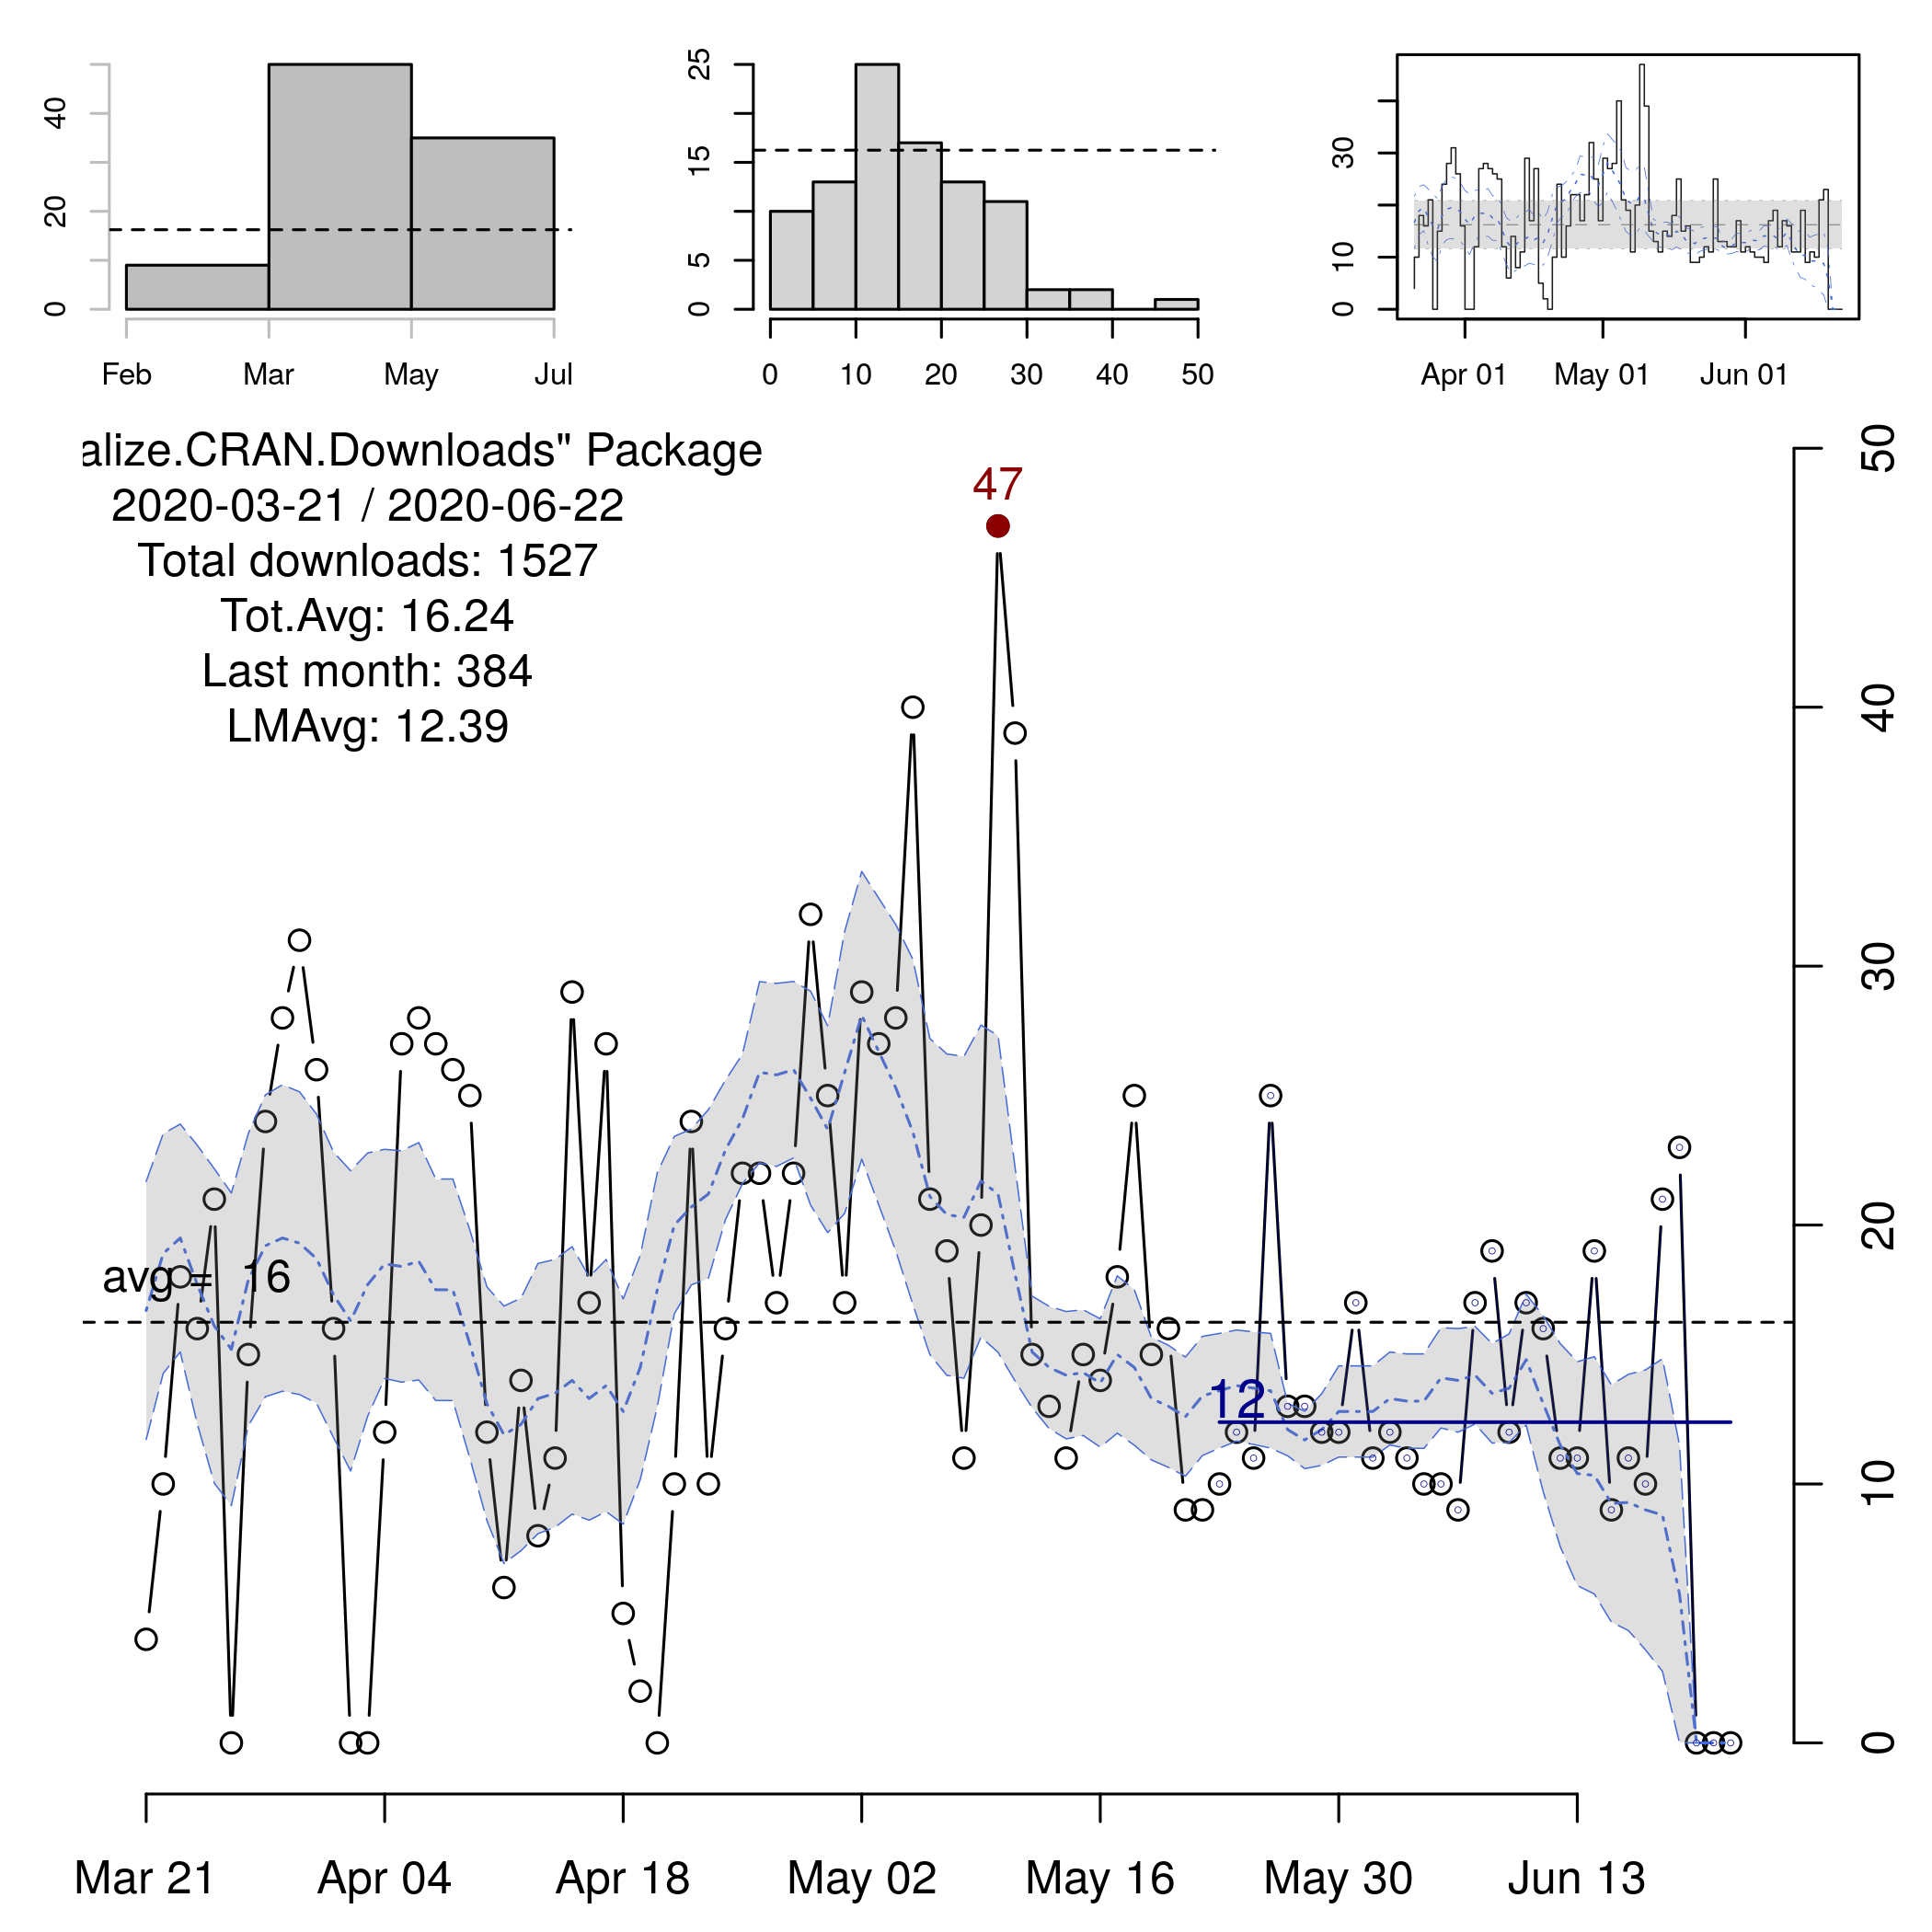 40
20
0
Feb Mar May Jul
25
15
5
0
0 10 20 30 40 50
30
10
0
Apr 01 May 01 Jun 01
alize.CRAN.Downloads" Package
2020-03-21 / 2020-06-22
Total downloads: 1527
Tot.Avg: 16.24
Last month: 384
LMAvg: 12.39
47
avg = 16
12
50
40
30
20
10
0
Mar 21 Apr 04 Apr 18 May 02 May 16 May 30 Jun 13